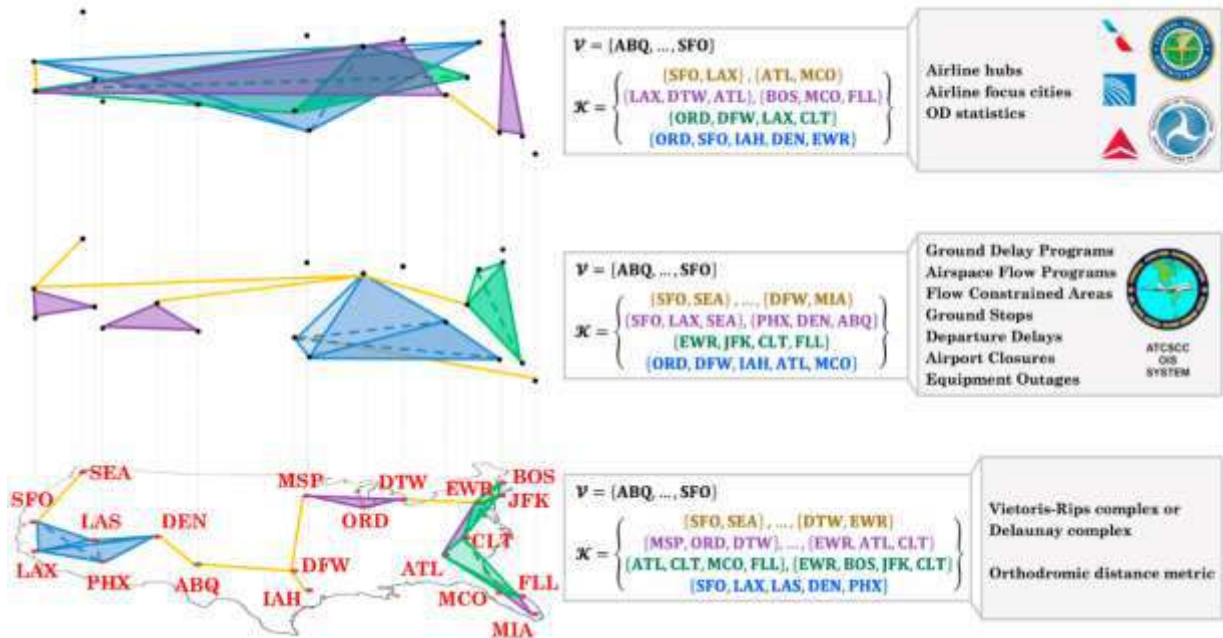 𝒱 = {ABQ, ..., SFO}
𝒦 =
{SFO, LAX}, {ATL, MCO}
{LAX, DTW, ATL}, {BOS, MCO, FLL}
{ORD, DFW, LAX, CLT}
{ORD, SFO, IAH, DEN, EWR}
Airline hubs
Airline focus cities
OD statistics
𝒱 = {ABQ, ..., SFO}
𝒦 =
{SFO, SEA}, ..., {DFW, MIA}
{SFO, LAX, SEA}, {PHX, DEN, ABQ}
{EWR, JFK, CLT, FLL}
{ORD, DFW, IAH, ATL, MCO}
Ground Delay Programs
Airspace Flow Programs
Flow Constrained Areas
Ground Stops
Departure Delays
Airport Closures
Equipment Outages
ATCSCC
OIS
SYSTEM
SEA
SFO
LAS
DEN
LAX
PHX
ABQ
MSP
DTW
ORD
EWR
BOS
JFK
CLT
ATL
DFW
IAH
MCO
FLL
MIA
𝒱 = {ABQ, ..., SFO}
𝒦 =
{SFO, SEA}, ..., {DTW, EWR}
{MSP, ORD, DTW}, ..., {EWR, ATL, CLT}
{ATL, CLT, MCO, FLL}, {EWR, BOS, JFK, CLT}
{SFO, LAX, LAS, DEN, PHX}
Vietoris-Rips complex or
Delaunay complex
Orthodromic distance metric